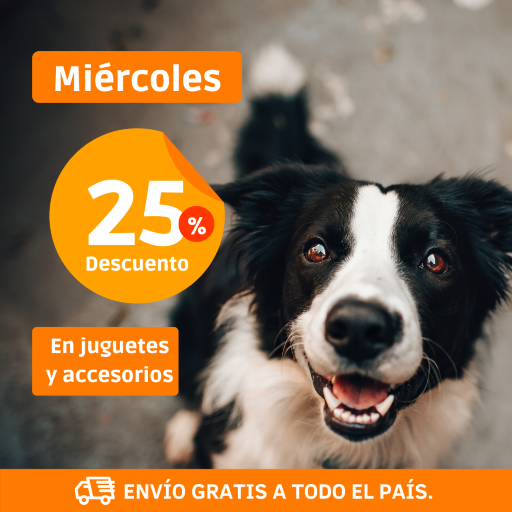 Miércoles
25%
Descuento
En juguetes
y accesorios
ENVÍO GRATIS A TODO EL PAÍS.